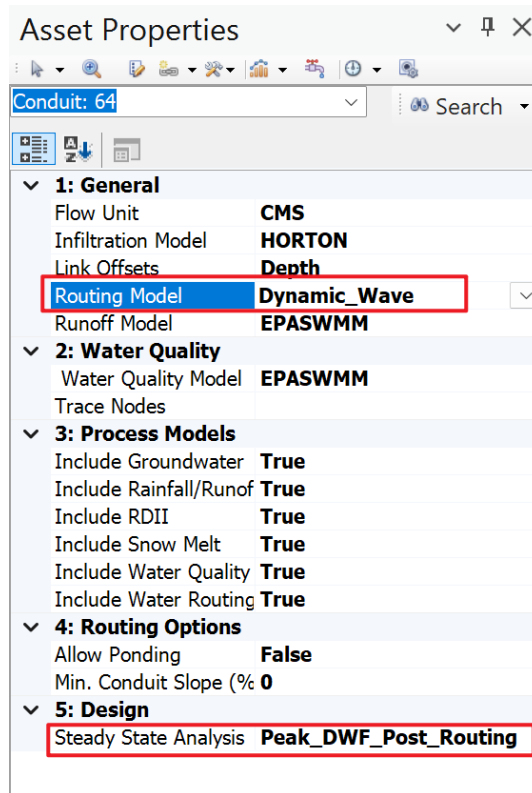 Asset Properties
Conduit: 64
Search
1: General
Flow Unit CMS
Infiltration Model HORTON
Link Offsets Depth
Routing Model Dynamic_Wave
Runoff Model EPASWMM
2: Water Quality
Water Quality Model EPASWMM
Trace Nodes
3: Process Models
Include Groundwater True
Include Rainfall/Runof True
Include RDII True
Include Snow Melt True
Include Water Quality True
Include Water Routing True
4: Routing Options
Allow Ponding False
Min. Conduit Slope (% 0
5: Design
Steady State Analysis Peak_DWF_Post_Routing